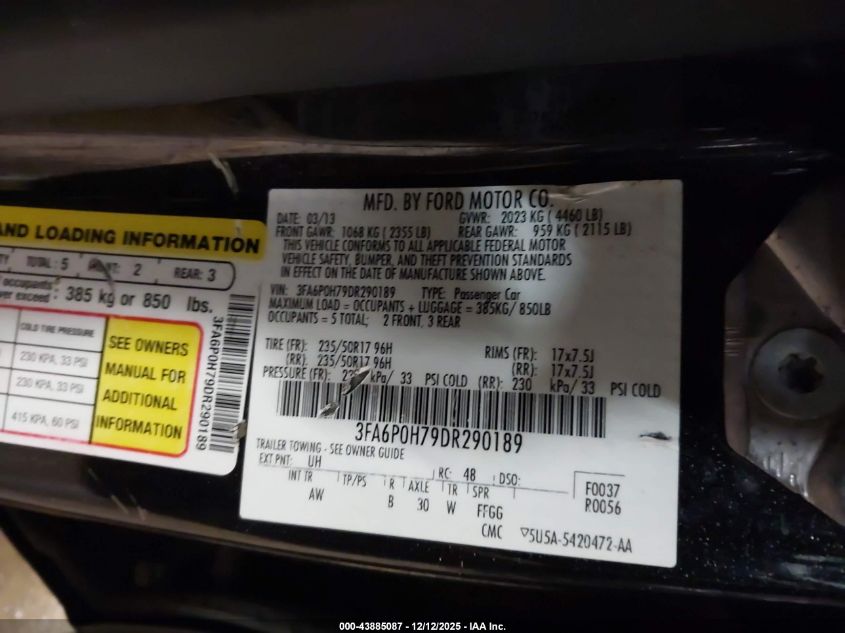 AND LOADING INFORMATION
TOTAL: 5 FRONT: 2 REAR: 3
occupants
ver exceed : 385 kg or 850 lbs.
COLD TIRE PRESSURE
230 KPA, 33 PSI
230 KPA, 33 PSI
415 KPA, 60 PSI
SEE OWNERS
MANUAL FOR
ADDITIONAL
INFORMATION
3FA6P0H79DR290189
MFD. BY FORD MOTOR CO.
DATE: 03/13 GVWR: 2023 KG ( 4460 LB)
FRONT GAWR: 1068 KG ( 2355 LB) REAR GAWR: 959 KG ( 2115 LB)
THIS VEHICLE CONFORMS TO ALL APPLICABLE FEDERAL MOTOR
VEHICLE SAFETY, BUMPER, AND THEFT PREVENTION STANDARDS
IN EFFECT ON THE DATE OF MANUFACTURE SHOWN ABOVE.
VIN: 3FA6P0H79DR290189 TYPE: Passenger Car
MAXIMUM LOAD = OCCUPANTS + LUGGAGE = 385KG/ 850LB
OCCUPANTS = 5 TOTAL; 2 FRONT, 3 REAR
TIRE (FR): 235/50R17 96H RIMS (FR): 17x7.5J
(RR): 235/50R17 96H (RR): 17x7.5J
PRESSURE (FR): kPa/ 33 PSI COLD (RR): 230 kPa/ 33 PSI COLD
3FA6P0H79DR290189
TRAILER TOWING - SEE OWNER GUIDE
EXT PNT: UH RC: 48 DSO:
INT TR TP/PS R AXLE TR SPR
AW B 30 W FFGG
CMC
F0037
R0056
▽5U5A-5420472-AA
000-43885087 - 12/12/2025 - IAA Inc.